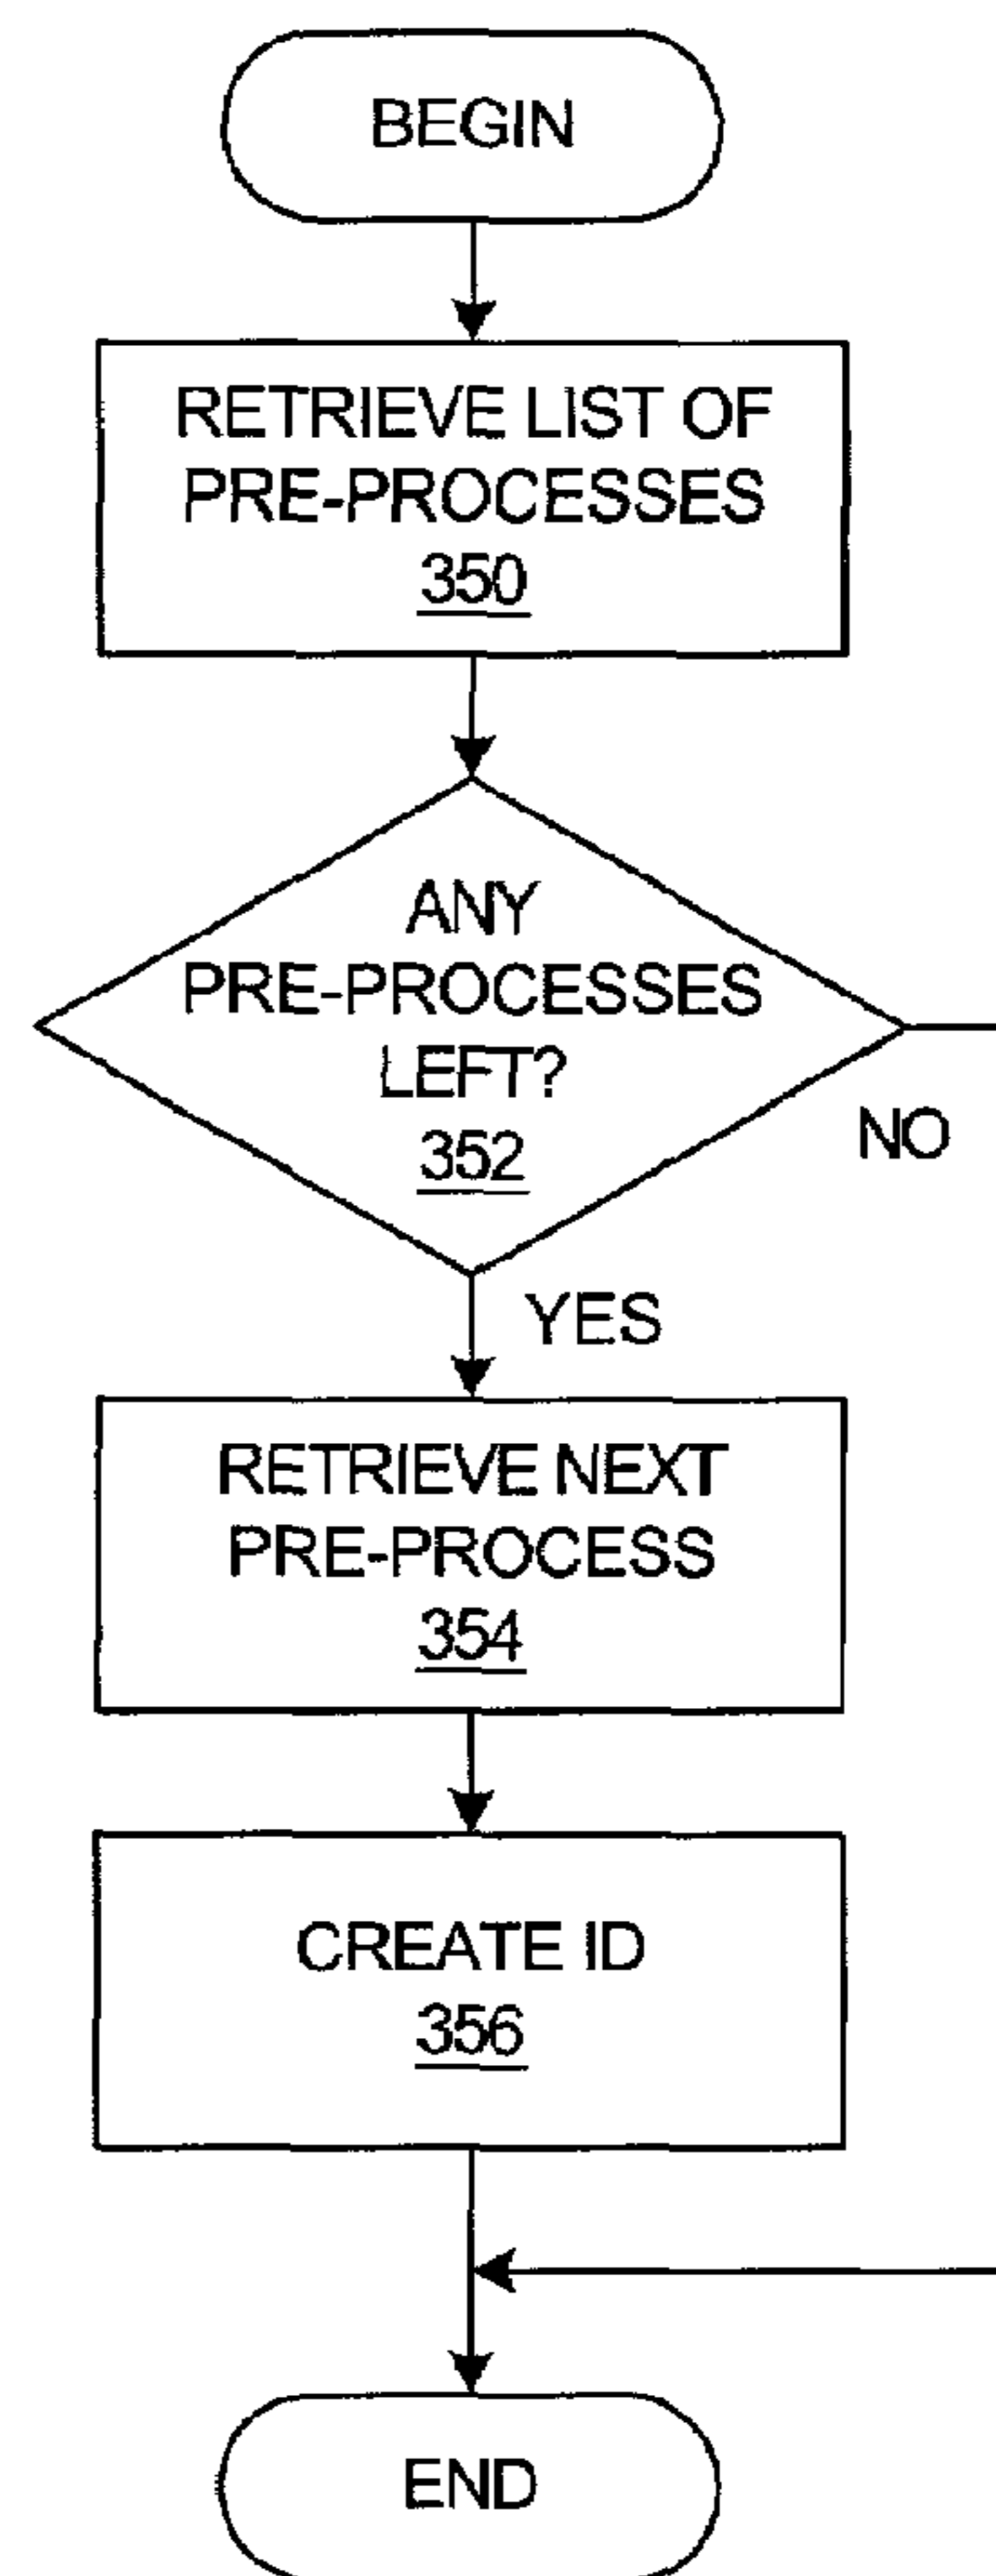 BEGIN
RETRIEVE LIST OF
PRE-PROCESSES
350
ANY
PRE-PROCESSES
LEFT?
352
NO
YES
RETRIEVE NEXT
PRE-PROCESS
354
CREATE ID
356
END